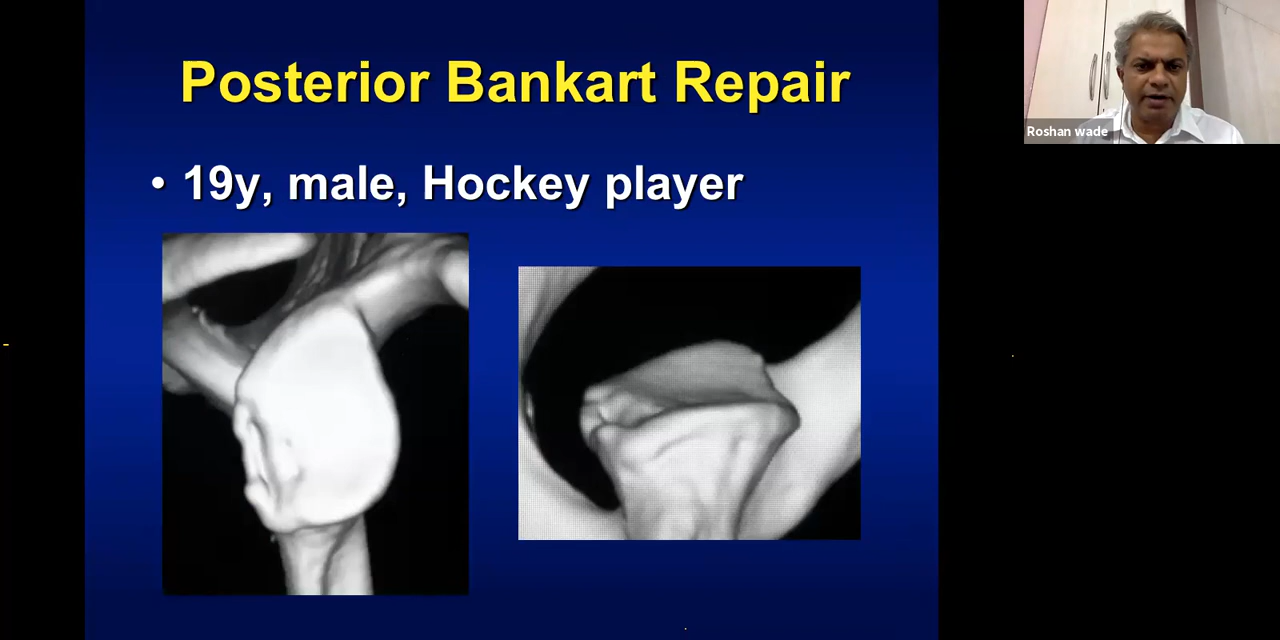 Posterior Bankart Repair
• 19y, male, Hockey player
Roshan wade